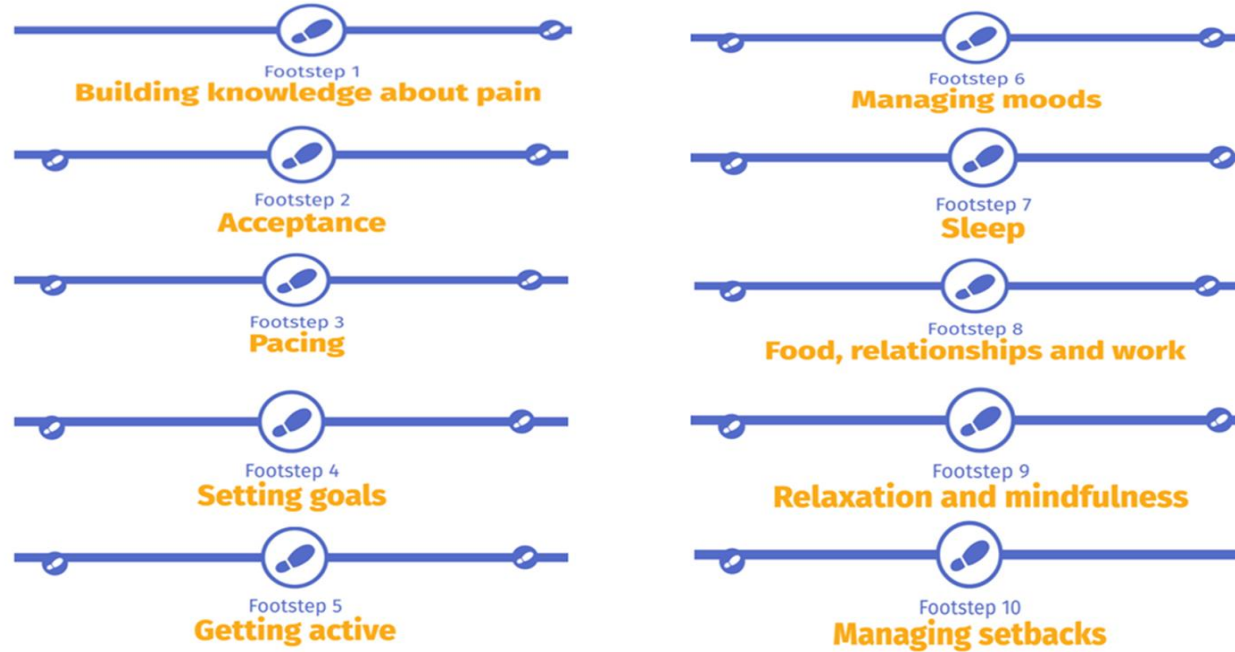 Footstep 1
Building knowledge about pain
Footstep 2
Acceptance
Footstep 3
Pacing
Footstep 4
Setting goals
Footstep 5
Getting active
Footstep 6
Managing moods
Footstep 7
Sleep
Footstep 8
Food, relationships and work
Footstep 9
Relaxation and mindfulness
Footstep 10
Managing setbacks